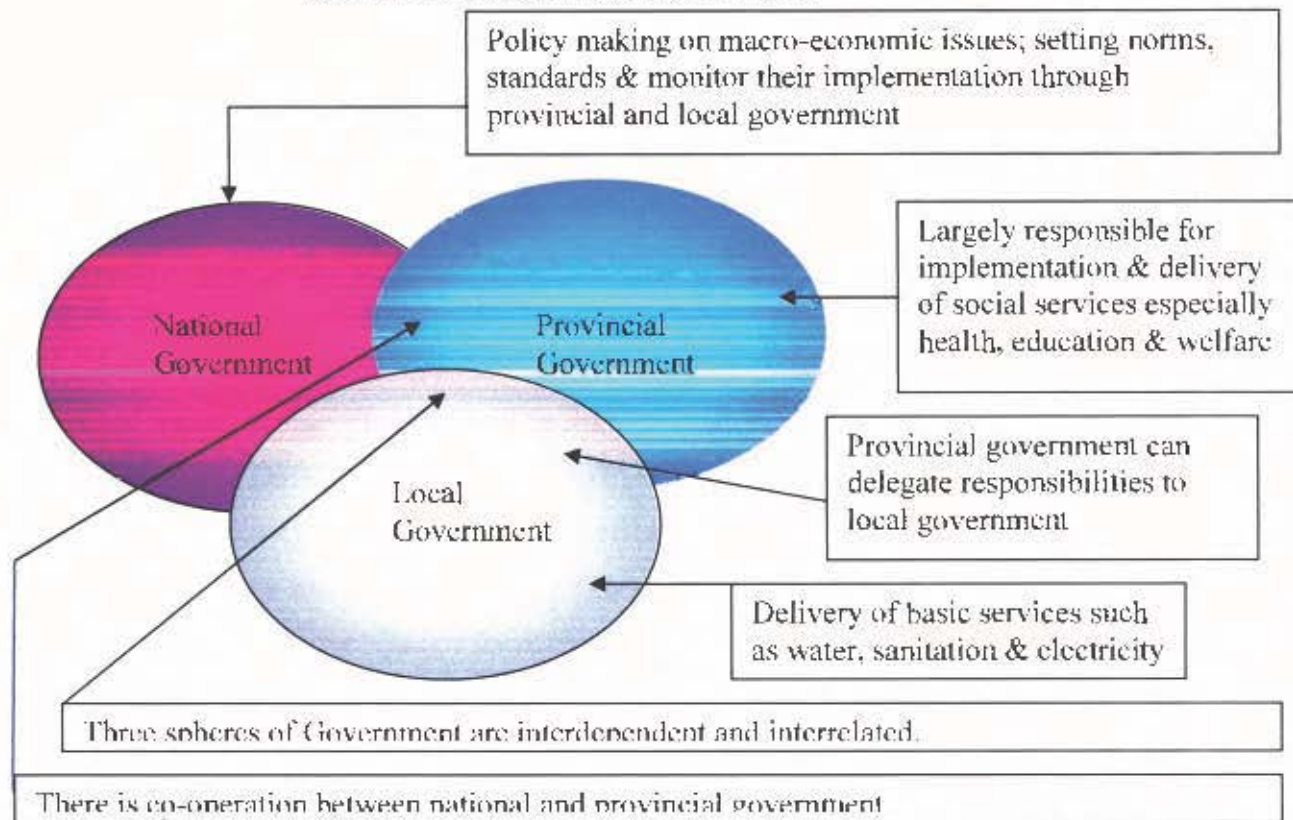 Policy making on macro-economic issues; setting norms,
standards & monitor their implementation through
provincial and local government
Largely responsible for
implementation & delivery
of social services especially
health, education & welfare
National
Government
Provincial
Government
Provincial government can
delegate responsibilities to
local government
Local
Government
Delivery of basic services such
as water, sanitation & electricity
Three spheres of Government are interdependent and interrelated.
There is co-operation between national and provincial government